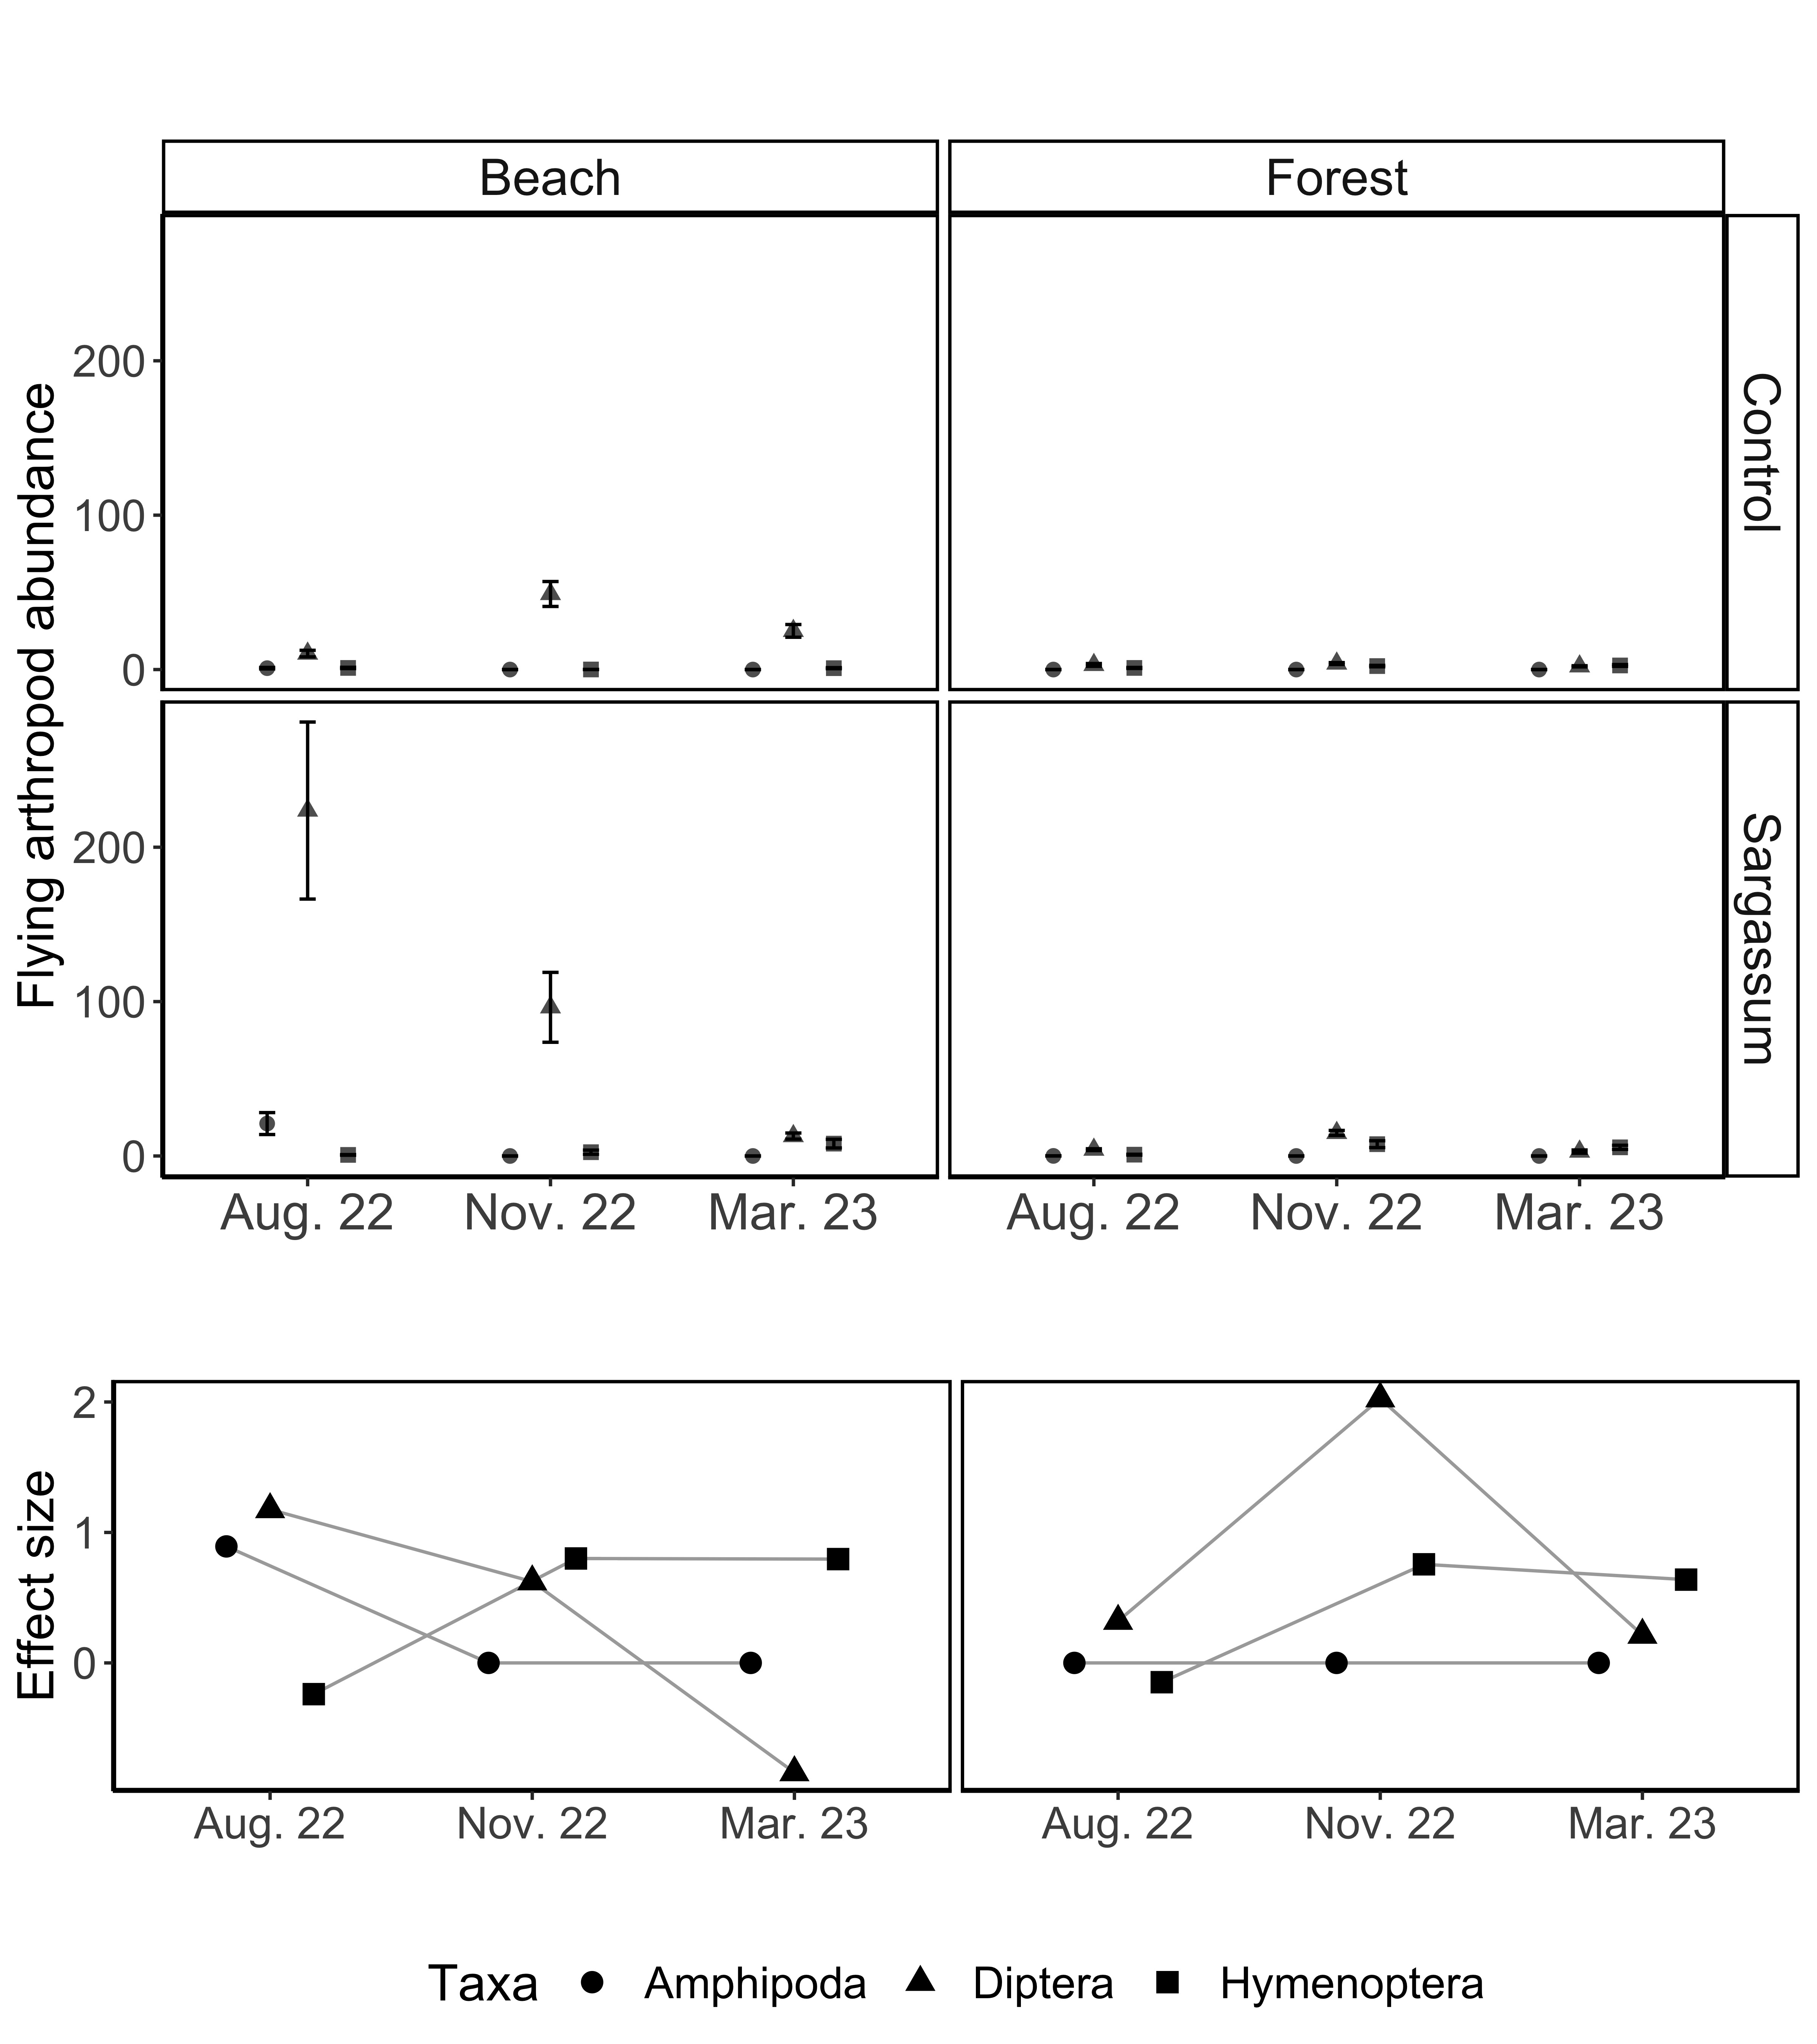 Beach
Forest
Flying arthropod abundance
200
100
0
Control
200
100
0
Sargassum
Aug. 22 Nov. 22 Mar. 23
Aug. 22 Nov. 22 Mar. 23
Effect size
2
1
0
Aug. 22 Nov. 22 Mar. 23
Aug. 22 Nov. 22 Mar. 23
Taxa Amphipoda Diptera Hymenoptera